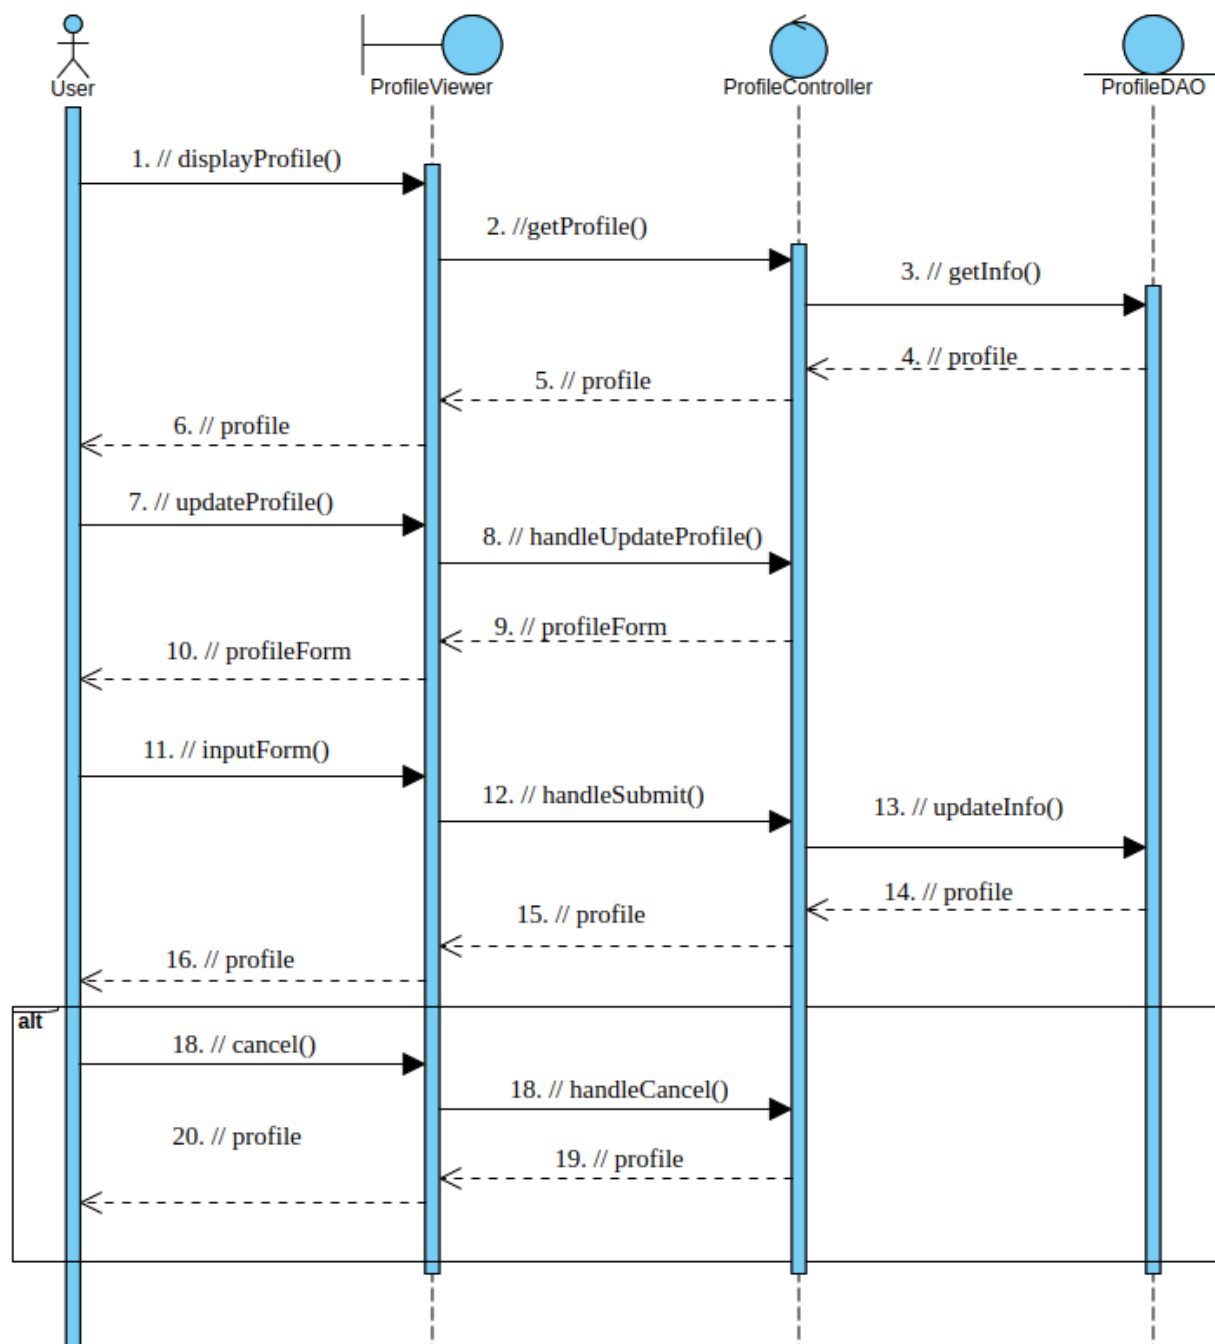 User
ProfileViewer
ProfileController
ProfileDAO
1. // displayProfile()
2. //getProfile()
3. // getInfo()
4. // profile
5. // profile
6. // profile
7. // updateProfile()
8. // handleUpdateProfile()
9. // profileForm
10. // profileForm
11. // inputForm()
12. // handleSubmit()
13. // updateInfo()
14. // profile
15. // profile
16. // profile
alt
18. // cancel()
18. // handleCancel()
20. // profile
19. // profile